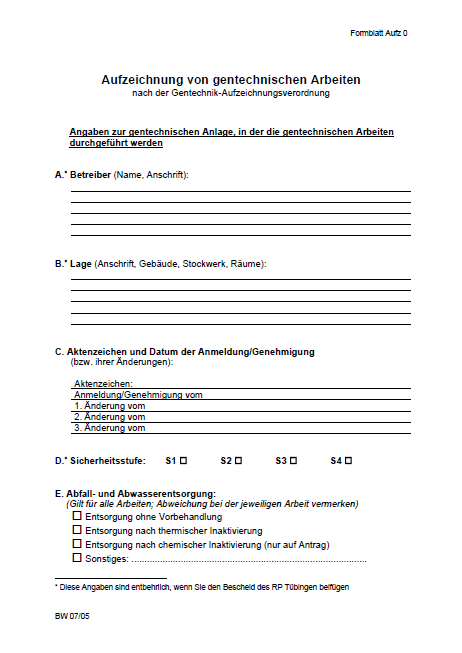 Formblatt Aufz 0
Aufzeichnung von gentechnischen Arbeiten
nach der Gentechnik-Aufzeichnungsverordnung
Angaben zur gentechnischen Anlage, in der die gentechnischen Arbeiten
durchgeführt werden
A.* Betreiber (Name, Anschrift):
B.* Lage (Anschrift, Gebäude, Stockwerk, Räume):
C. Aktenzeichen und Datum der Anmeldung/Genehmigung
(bzw. ihrer Änderungen):
Aktenzeichen:
Anmeldung/Genehmigung vom
1. Änderung vom
2. Änderung vom
3. Änderung vom
D.* Sicherheitsstufe: S1 ☐ S2 ☐ S3 ☐ S4 ☐
E. Abfall- und Abwasserentsorgung:
(Gilt für alle Arbeiten; Abweichung bei der jeweiligen Arbeit vermerken)
☐ Entsorgung ohne Vorbehandlung
☐ Entsorgung nach thermischer Inaktivierung
☐ Entsorgung nach chemischer Inaktivierung (nur auf Antrag)
☐ Sonstiges: ..........................................................................................
* Diese Angaben sind entbehrlich, wenn Sie den Bescheid des RP Tübingen beifügen
BW 07/05